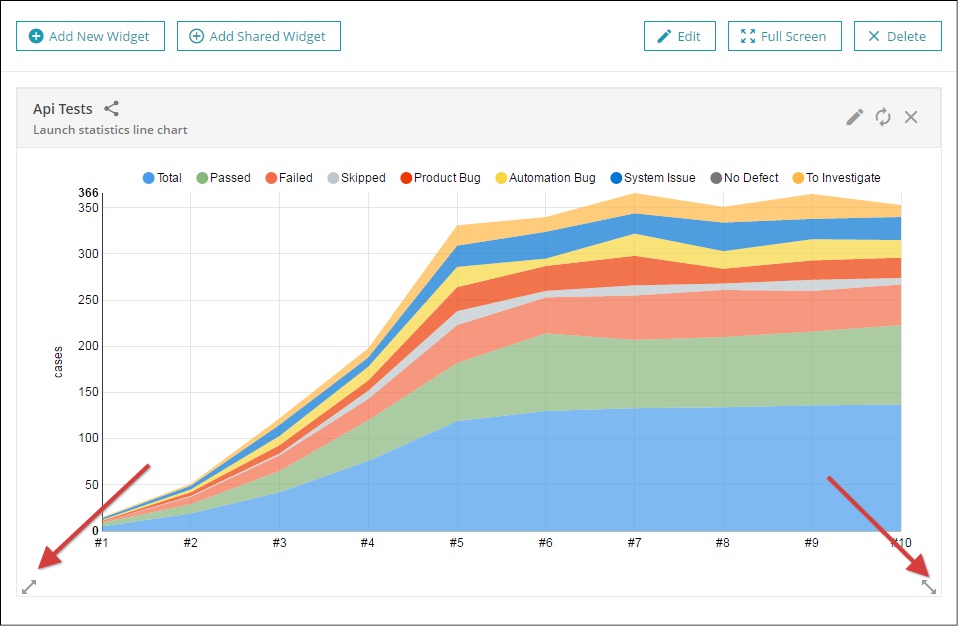 Add New Widget Add Shared Widget Edit Full Screen Delete
Api Tests
Launch statistics line chart
Total Passed Failed Skipped Product Bug Automation Bug System Issue No Defect To Investigate
366
350
300
250
200
150
100
50
0
cases
#1 #2 #3 #4 #5 #6 #7 #8 #9 #10